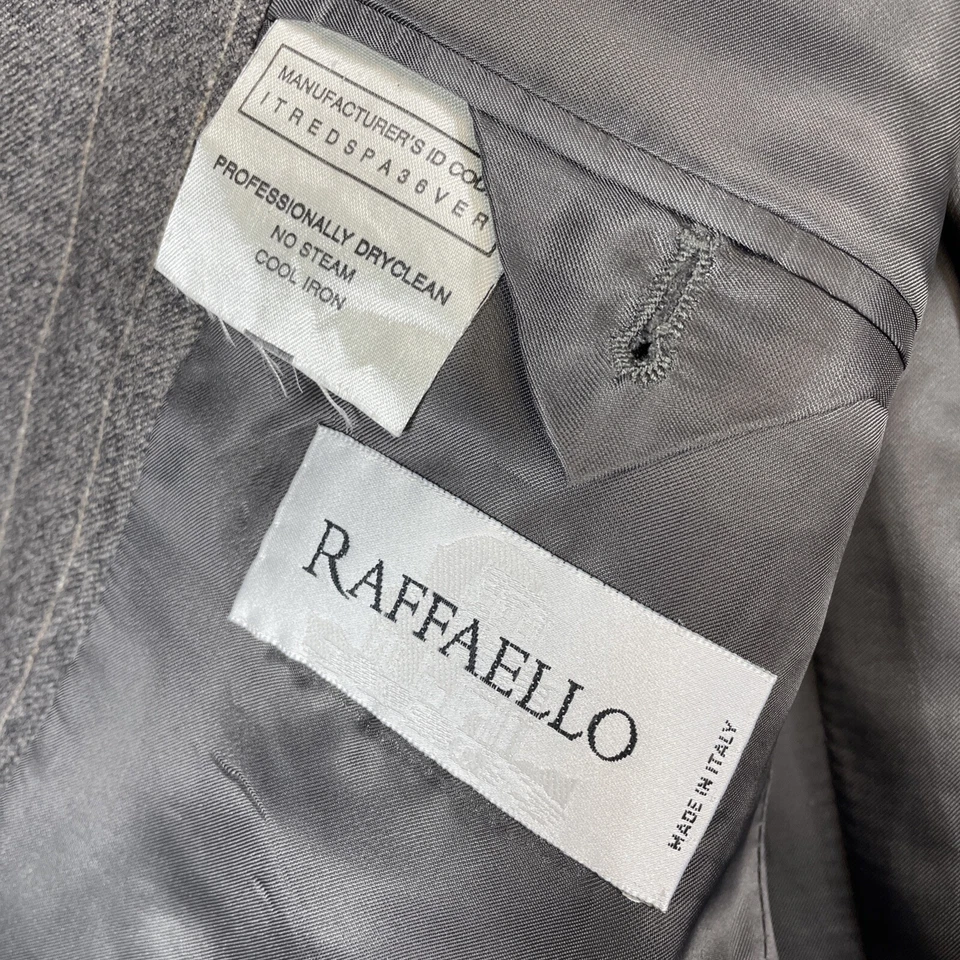 MANUFACTURER'S ID CODE
ITREDSPA36VER
PROFESSIONALLY DRYCLEAN
NO STEAM
COOL IRON
RAFFAELLO
MADE IN ITALY